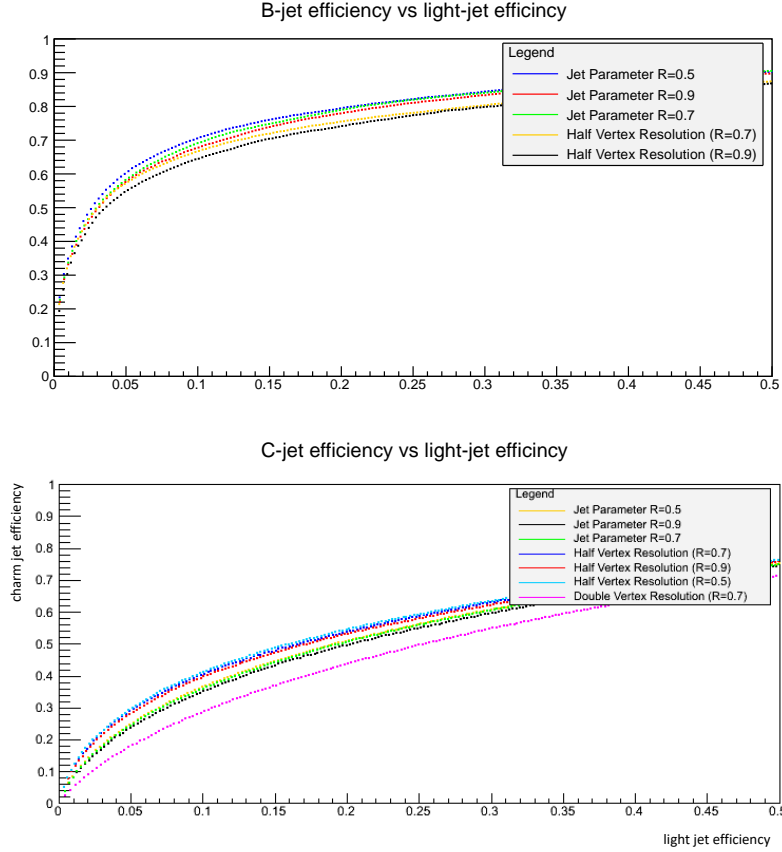 B-jet efficiency vs light-jet efficincy
1
0.9
0.8
0.7
0.6
0.5
0.4
0.3
0.2
0.1
0
Legend
Jet Parameter R=0.5
Jet Parameter R=0.9
Jet Parameter R=0.7
Half Vertex Resolution (R=0.7)
Half Vertex Resolution (R=0.9)
0 0.05 0.1 0.15 0.2 0.25 0.3 0.35 0.4 0.45 0.5
C-jet efficiency vs light-jet efficincy
charm jet efficiency
1
0.9
0.8
0.7
0.6
0.5
0.4
0.3
0.2
0.1
0
Legend
Jet Parameter R=0.5
Jet Parameter R=0.9
Jet Parameter R=0.7
Half Vertex Resolution (R=0.7)
Half Vertex Resolution (R=0.9)
Half Vertex Resolution (R=0.5)
Double Vertex Resolution (R=0.7)
0 0.05 0.1 0.15 0.2 0.25 0.3 0.35 0.4 0.45 0.5
light jet efficiency